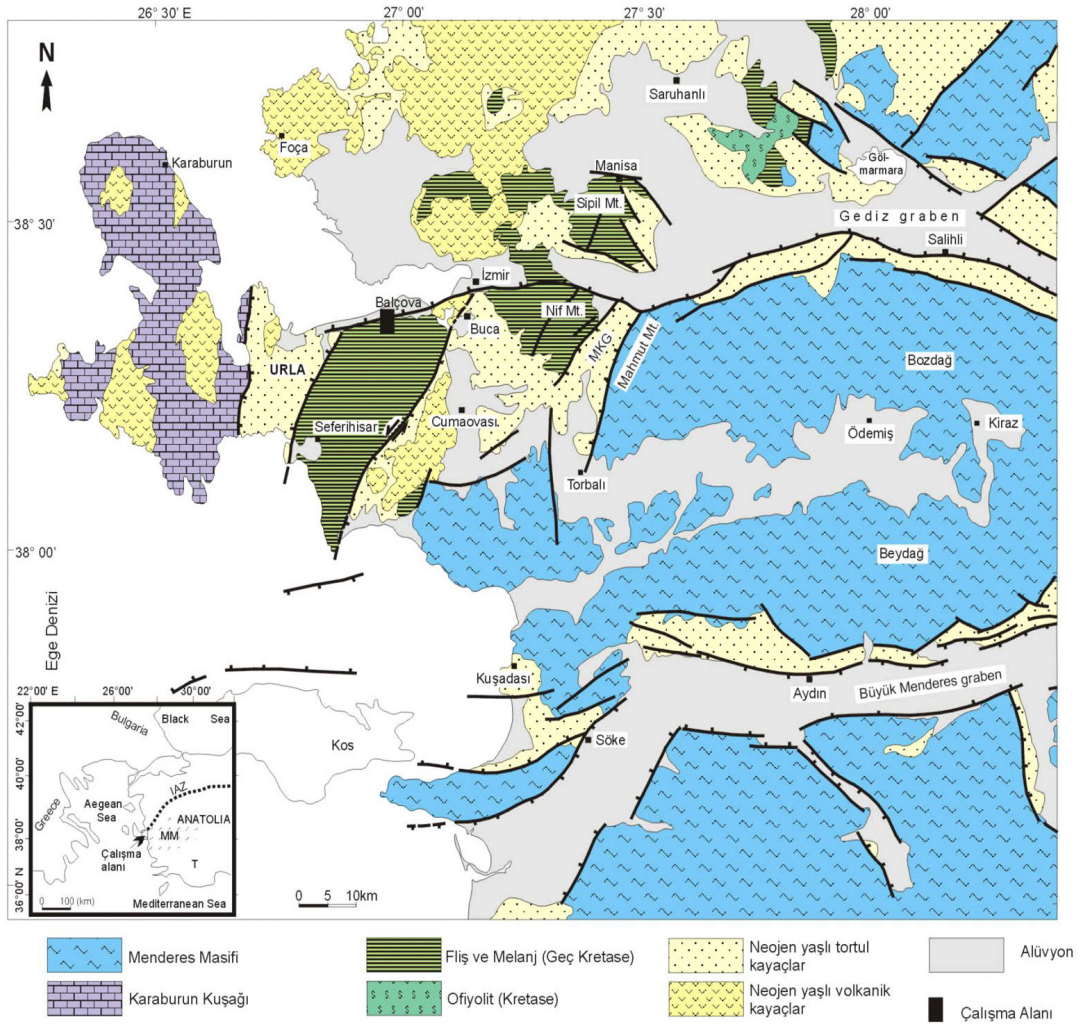 26° 30' E
27° 00'
27° 30'
28° 00'
N
Saruhanlı
Foça
Karaburun
Göl-
marmara
Manisa
Sipil Mt.
38° 30'
Gediz graben
Salihli
İzmir
Balçova
Nif Mt.
Buca
MKG
Mahmut Mt.
Bozdağ
URLA
Seferihisar
Cumaovası
Ödemiş
Kiraz
Torbalı
38° 00'
Beydağ
Ege Denizi
Kuşadası
Aydın
Büyük Menderes graben
Söke
Kos
22° 00'E
26°00'
30°00'
42°00'
40°00'
38°00'
36°00'N
Bulgaria
Black Sea
Greece
Aegean
Sea
IAZ
ANATOLIA
MM
Çalışma
alanı
T
0 100 (km)
Mediterranean Sea
0 5 10km
Menderes Masifi
Karaburun Kuşağı
Fliş ve Melanj (Geç Kretase)
Ofiyolit (Kretase)
Neojen yaşlı tortul
kayaçlar
Neojen yaşlı volkanik
kayaçlar
Alüvyon
Çalışma Alanı